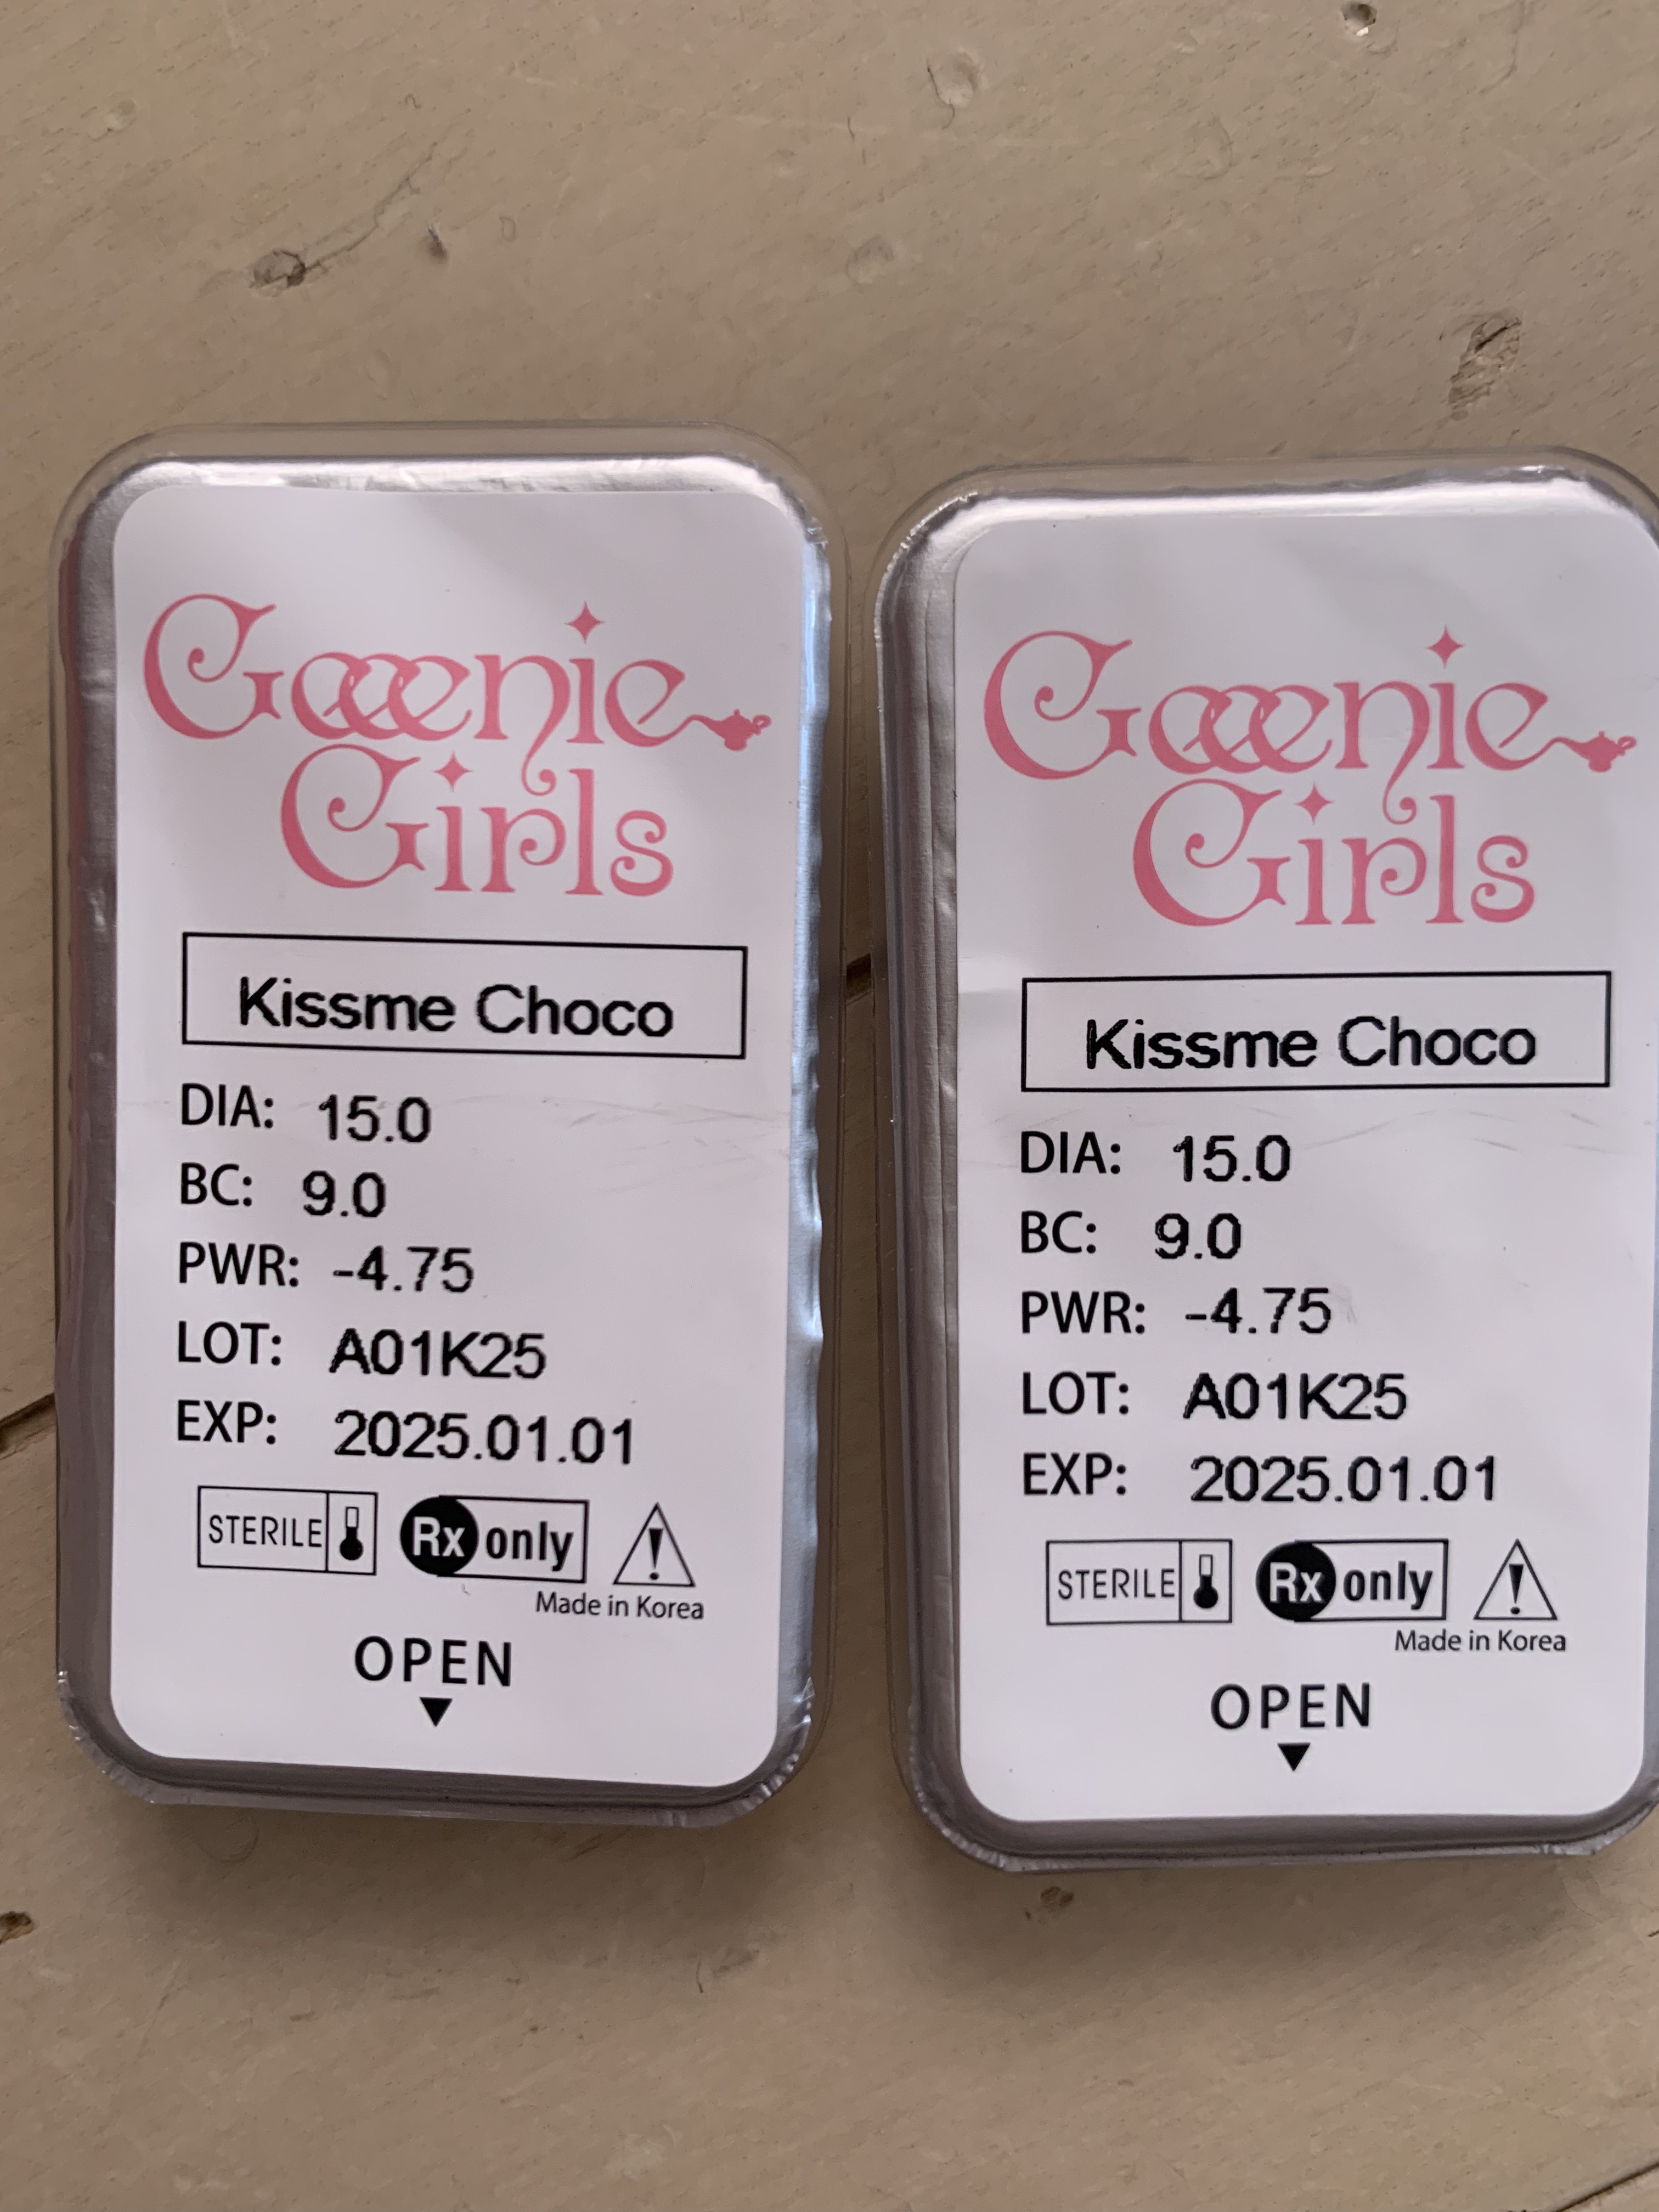 Geeenie
Girls
Kissme Choco
DIA: 15.0
BC: 9.0
PWR: -4.75
LOT: A01K25
EXP: 2025.01.01
STERILE Rx only
Made in Korea
OPEN
Geeenie
Girls
Kissme Choco
DIA: 15.0
BC: 9.0
PWR: -4.75
LOT: A01K25
EXP: 2025.01.01
STERILE Rx only
Made in Korea
OPEN